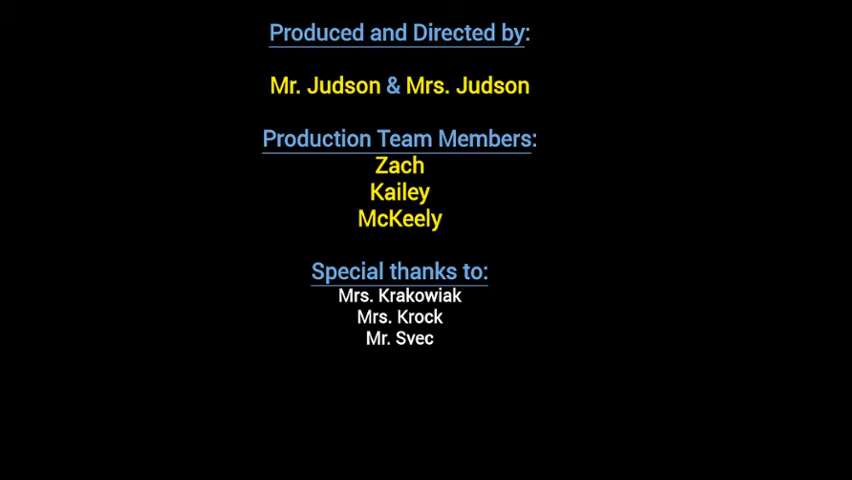 Produced and Directed by:
Mr. Judson & Mrs. Judson
Production Team Members:
Zach
Kailey
McKeely
Special thanks to:
Mrs. Krakowiak
Mrs. Krock
Mr. Svec